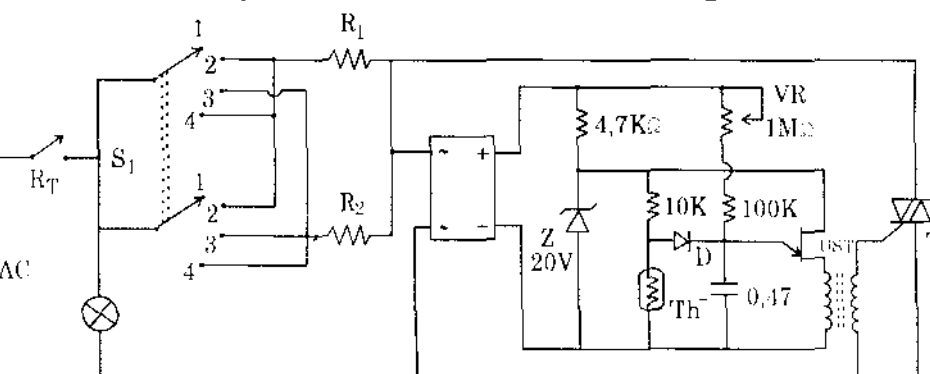 1
R1
2
3
4
S1
RT
VR
4,7KΩ
1MΩ
~
+
1
2
R2
3
4
~
−
10K
100K
Z
20V
D
UST
AC
Th−
0,47